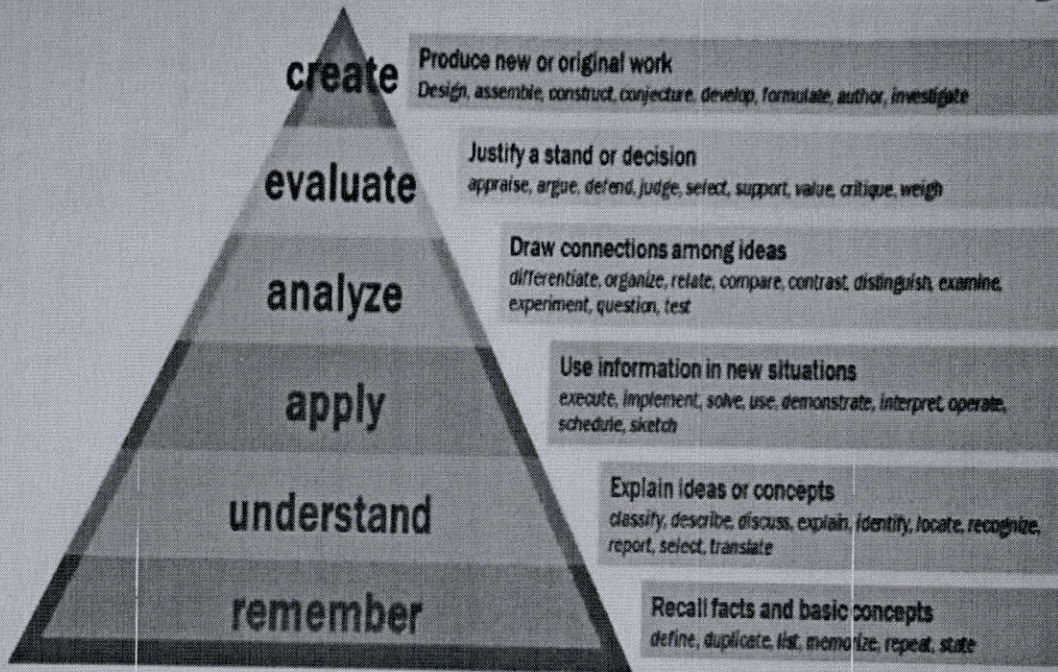 create
Produce new or original work
Design, assemble, construct, conjecture, develop, formulate, author, investigate
evaluate
Justify a stand or decision
appraise, argue, defend, judge, select, support, value, critique, weigh
analyze
Draw connections among ideas
differentiate, organize, relate, compare, contrast, distinguish, examine,
experiment, question, test
apply
Use information in new situations
execute, implement, solve, use, demonstrate, interpret, operate,
schedule, sketch
understand
Explain ideas or concepts
classify, describe, discuss, explain, identify, locate, recognize,
report, select, translate
remember
Recall facts and basic concepts
define, duplicate, list, memorize, repeat, state